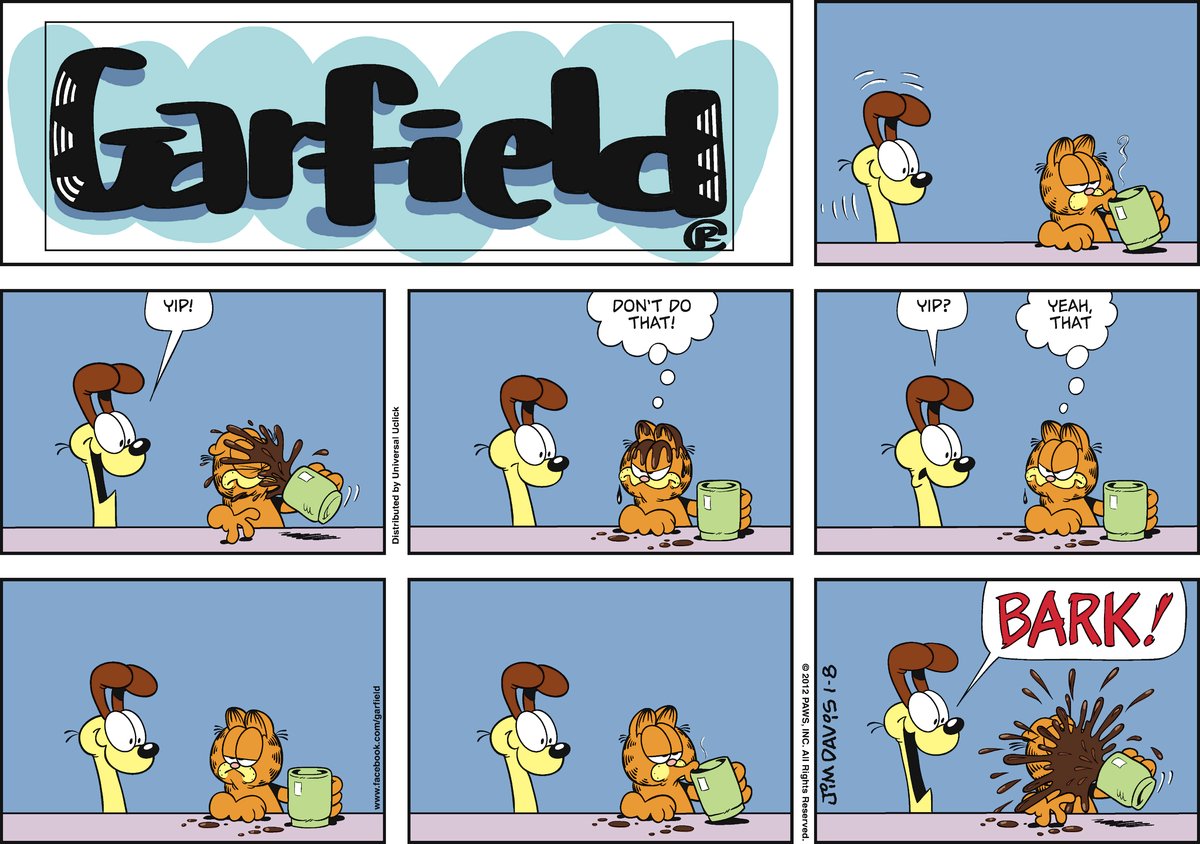 Garfield
®
YIP!
Distributed by Universal Uclick
DON'T DO
THAT!
YIP?
YEAH,
THAT
www.facebook.com/garfield
© 2012 PAWS, INC. All Rights Reserved.
JIM DAVIS 1-8
BARK!